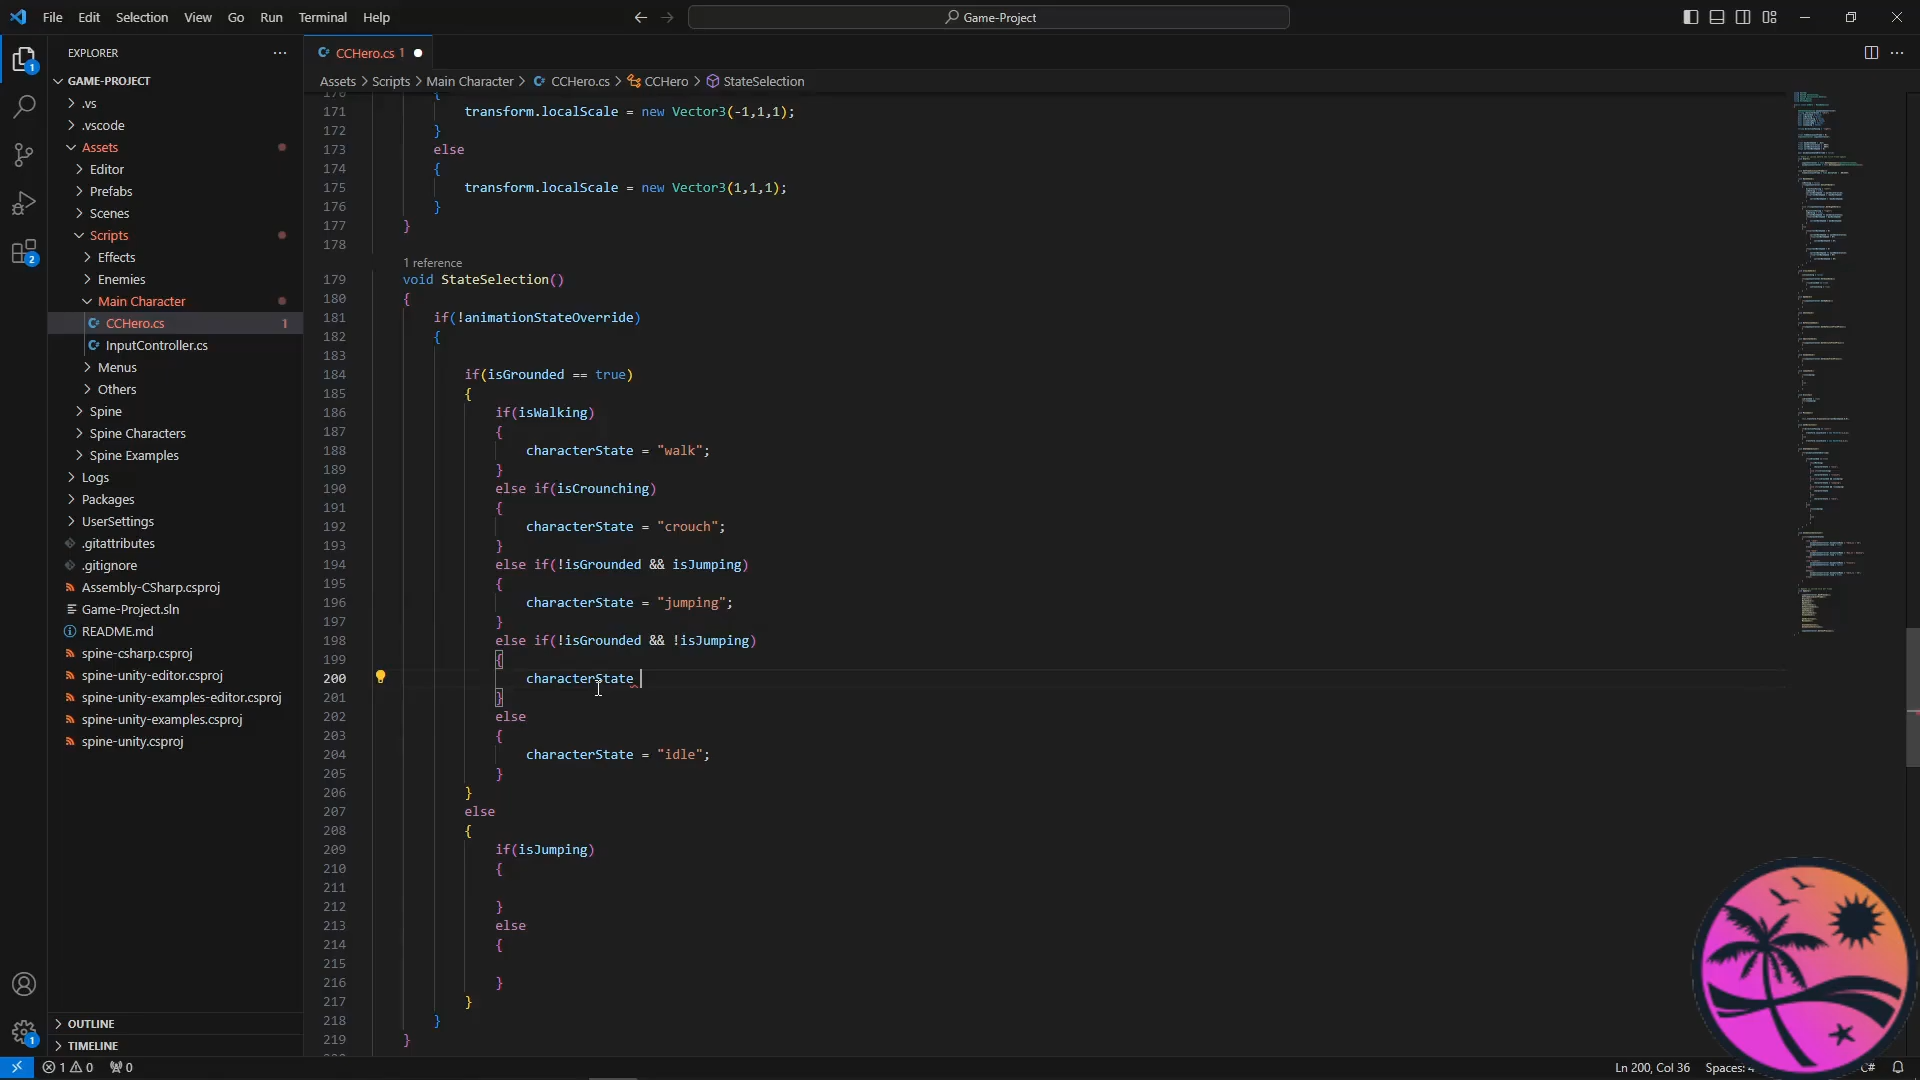 File Edit Selection View Go Run Terminal Help
Game-Project
EXPLORER
CCHero.cs 1
Assets > Scripts > Main Character > CCHero.cs > CCHero > StateSelection
GAME-PROJECT
.vs
.vscode
Assets
Editor
Prefabs
Scenes
Scripts
Effects
Enemies
Main Character
CCHero.cs 1
InputController.cs
Menus
Others
Spine
Spine Characters
Spine Examples
Logs
Packages
UserSettings
.gitattributes
.gitignore
Assembly-CSharp.csproj
Game-Project.sln
README.md
spine-csharp.csproj
spine-unity-editor.csproj
spine-unity-examples-editor.csproj
spine-unity-examples.csproj
spine-unity.csproj
OUTLINE
TIMELINE
170 {
171 transform.localScale = new Vector3(-1,1,1);
172 }
173 else
174 {
175 transform.localScale = new Vector3(1,1,1);
176 }
177 }
178
1 reference
179 void StateSelection()
180 {
181 if(!animationStateOverride)
182 {
183
184 if(isGrounded == true)
185 {
186 if(isWalking)
187 {
188 characterState = "walk";
189 }
190 else if(isCrounching)
191 {
192 characterState = "crouch";
193 }
194 else if(!isGrounded && isJumping)
195 {
196 characterState = "jumping";
197 }
198 else if(!isGrounded && !isJumping)
199 {
200 characterState
201 }
202 else
203 {
204 characterState = "idle";
205 }
206 }
207 else
208 {
209 if(isJumping)
210 {
211
212 }
213 else
214 {
215
216 }
217 }
218 }
219 }
1 0 0
Ln 200, Col 36 Spaces: 4 C#